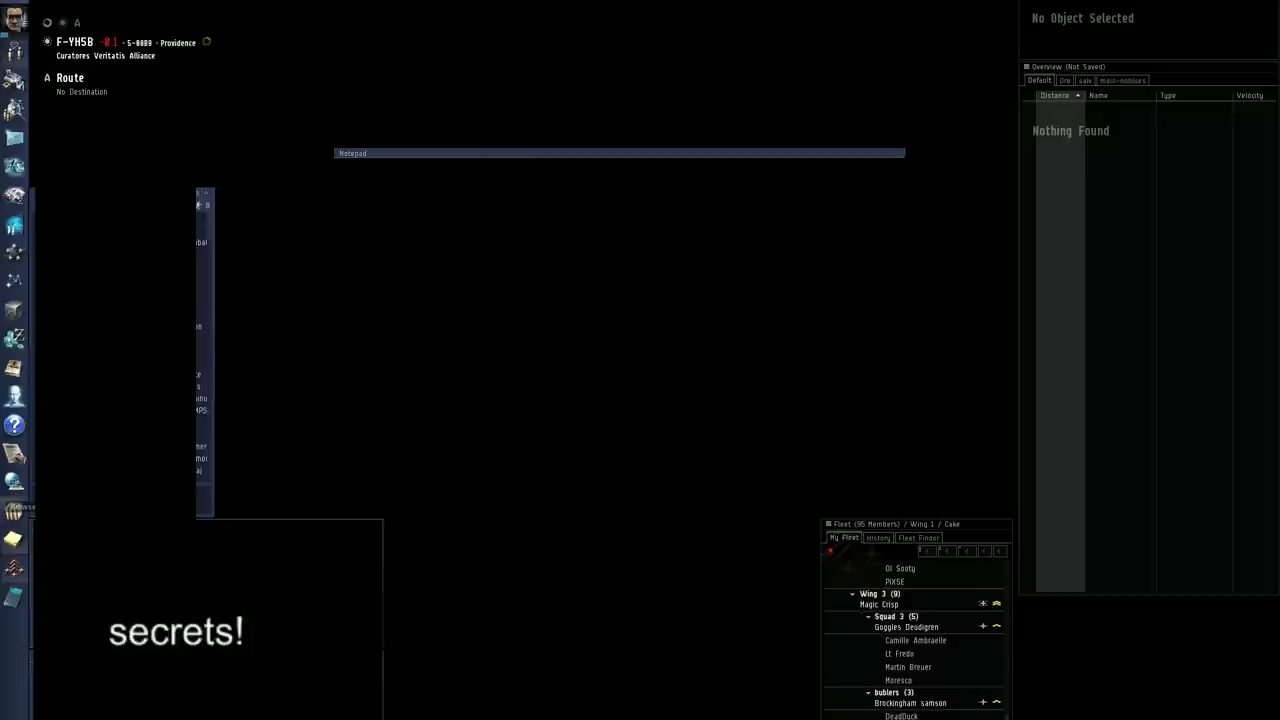 A
F-YH5B -0.1 < S-8889 · Providence
Curatores Veritatis Alliance
A Route
No Destination
Notepad
secrets!
No Object Selected
Overview (Not Saved)
Default Ore salv main+noblues
Distance Name Type Velocity
Nothing Found
Fleet (95 Members) / Wing 1 / Cake
My Fleet History Fleet Finder
Ol Sooty
PIXSE
Wing 3 (9)
Magic Crisp
Squad 3 (5)
Goggles Deudigren
Camille Ambraelle
Lt Fredo
Martin Breuer
Moresco
bublers (3)
Brockingham samson
DeadDuck